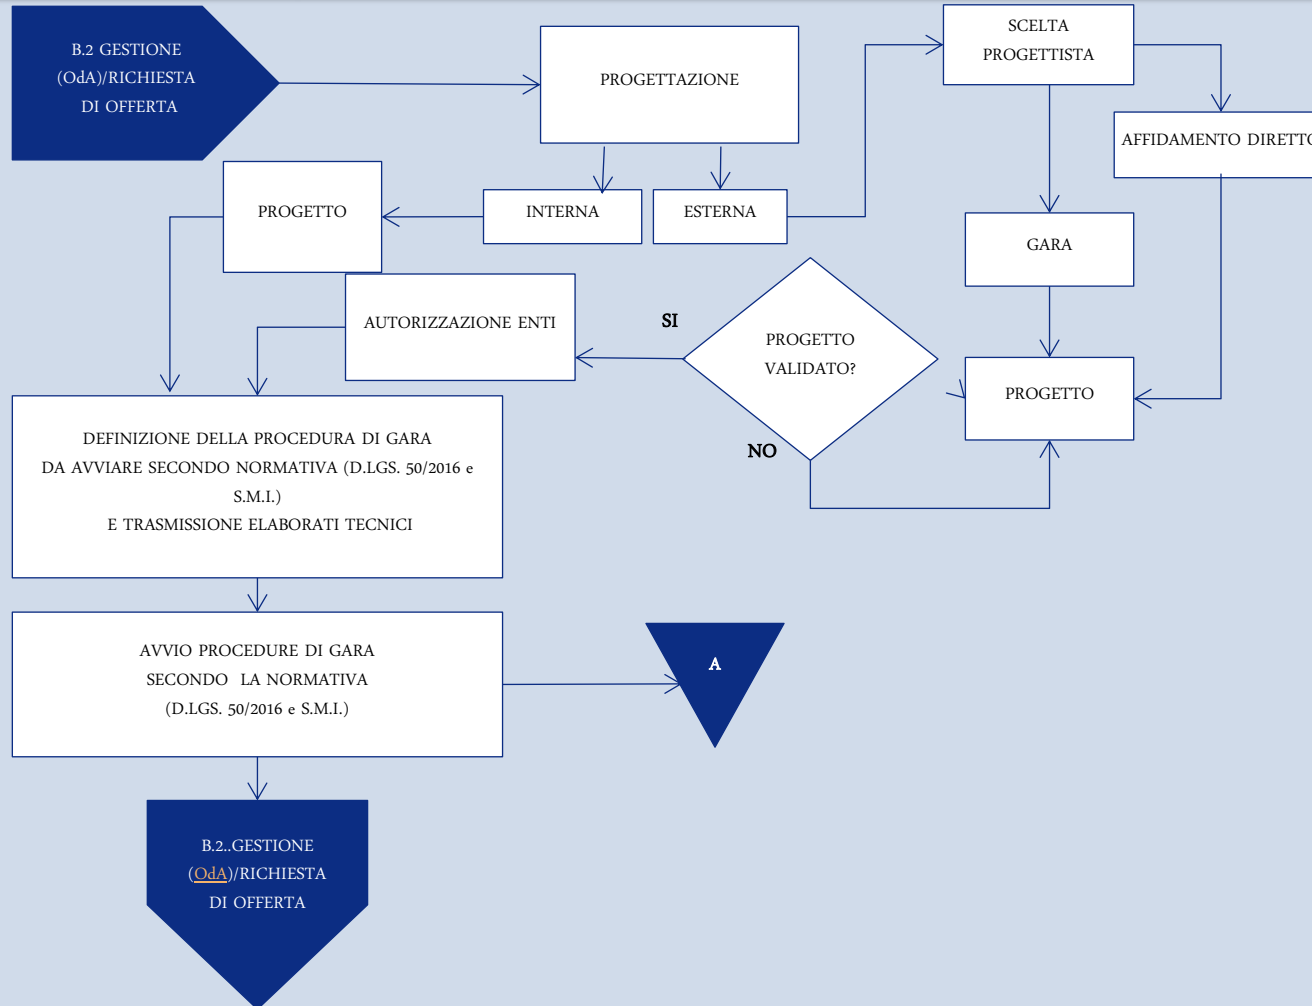 B.2 GESTIONE
(OdA)/RICHIESTA
DI OFFERTA
PROGETTAZIONE
SCELTA
PROGETTISTA
AFFIDAMENTO DIRETTO
PROGETTO
INTERNA
ESTERNA
GARA
AUTORIZZAZIONE ENTI
SI
PROGETTO
VALIDATO?
NO
PROGETTO
DEFINIZIONE DELLA PROCEDURA DI GARA
DA AVVIARE SECONDO NORMATIVA (D.LGS. 50/2016 e
S.M.I.)
E TRASMISSIONE ELABORATI TECNICI
AVVIO PROCEDURE DI GARA
SECONDO LA NORMATIVA
(D.LGS. 50/2016 e S.M.I.)
A
B.2..GESTIONE
(OdA)/RICHIESTA
DI OFFERTA